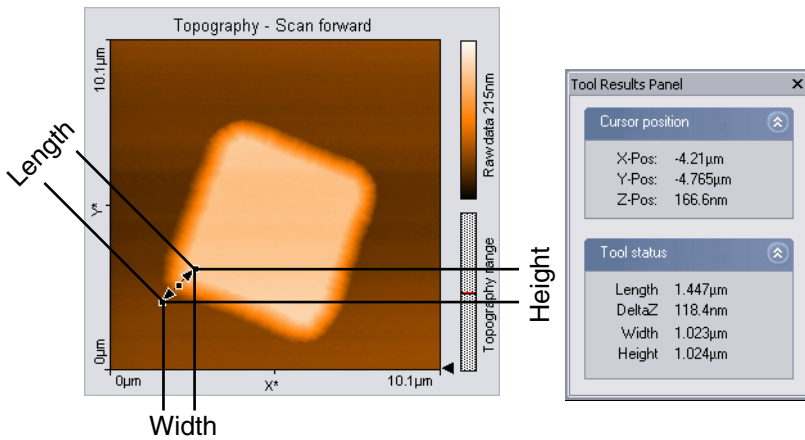 Topography - Scan forward
10.1µm
Y*
0µm
0µm
X*
10.1µm
Rawdata 215nm
Topography range
Length
Width
Height
Tool Results Panel
Cursor position
X-Pos: -4.21µm
Y-Pos: -4.765µm
Z-Pos: 166.6nm
Tool status
Length 1.447µm
DeltaZ 118.4nm
Width 1.023µm
Height 1.024µm